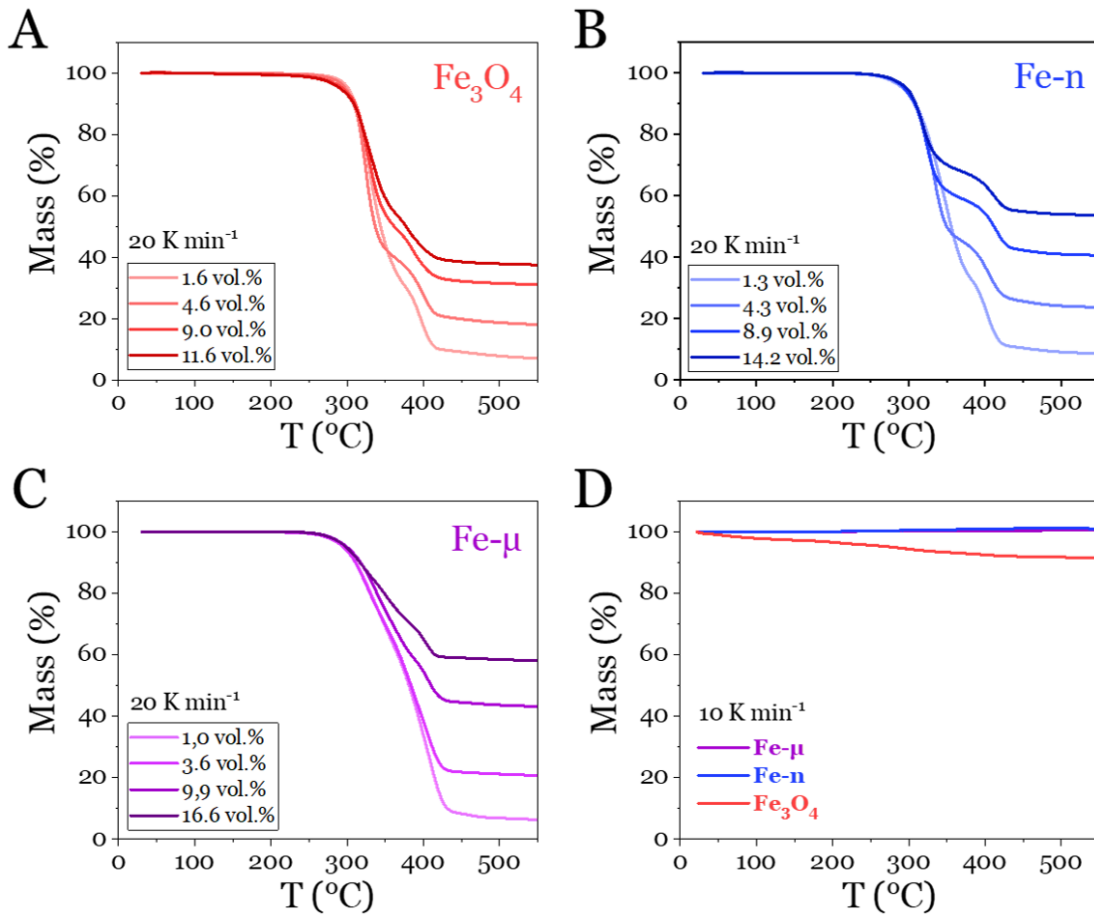 A
Fe₃O₄
Mass (%)
100
80
60
40
20
0
20 K min⁻¹
1.6 vol.%
4.6 vol.%
9.0 vol.%
11.6 vol.%
0 100 200 300 400 500
T (°C)
B
Fe-n
Mass (%)
100
80
60
40
20
0
20 K min⁻¹
1.3 vol.%
4.3 vol.%
8.9 vol.%
14.2 vol.%
0 100 200 300 400 500
T (°C)
C
Fe-μ
Mass (%)
100
80
60
40
20
0
20 K min⁻¹
1,0 vol.%
3.6 vol.%
9,9 vol.%
16.6 vol.%
0 100 200 300 400 500
T (°C)
D
Mass (%)
100
80
60
40
20
0
10 K min⁻¹
Fe-μ
Fe-n
Fe₃O₄
0 100 200 300 400 500
T (°C)